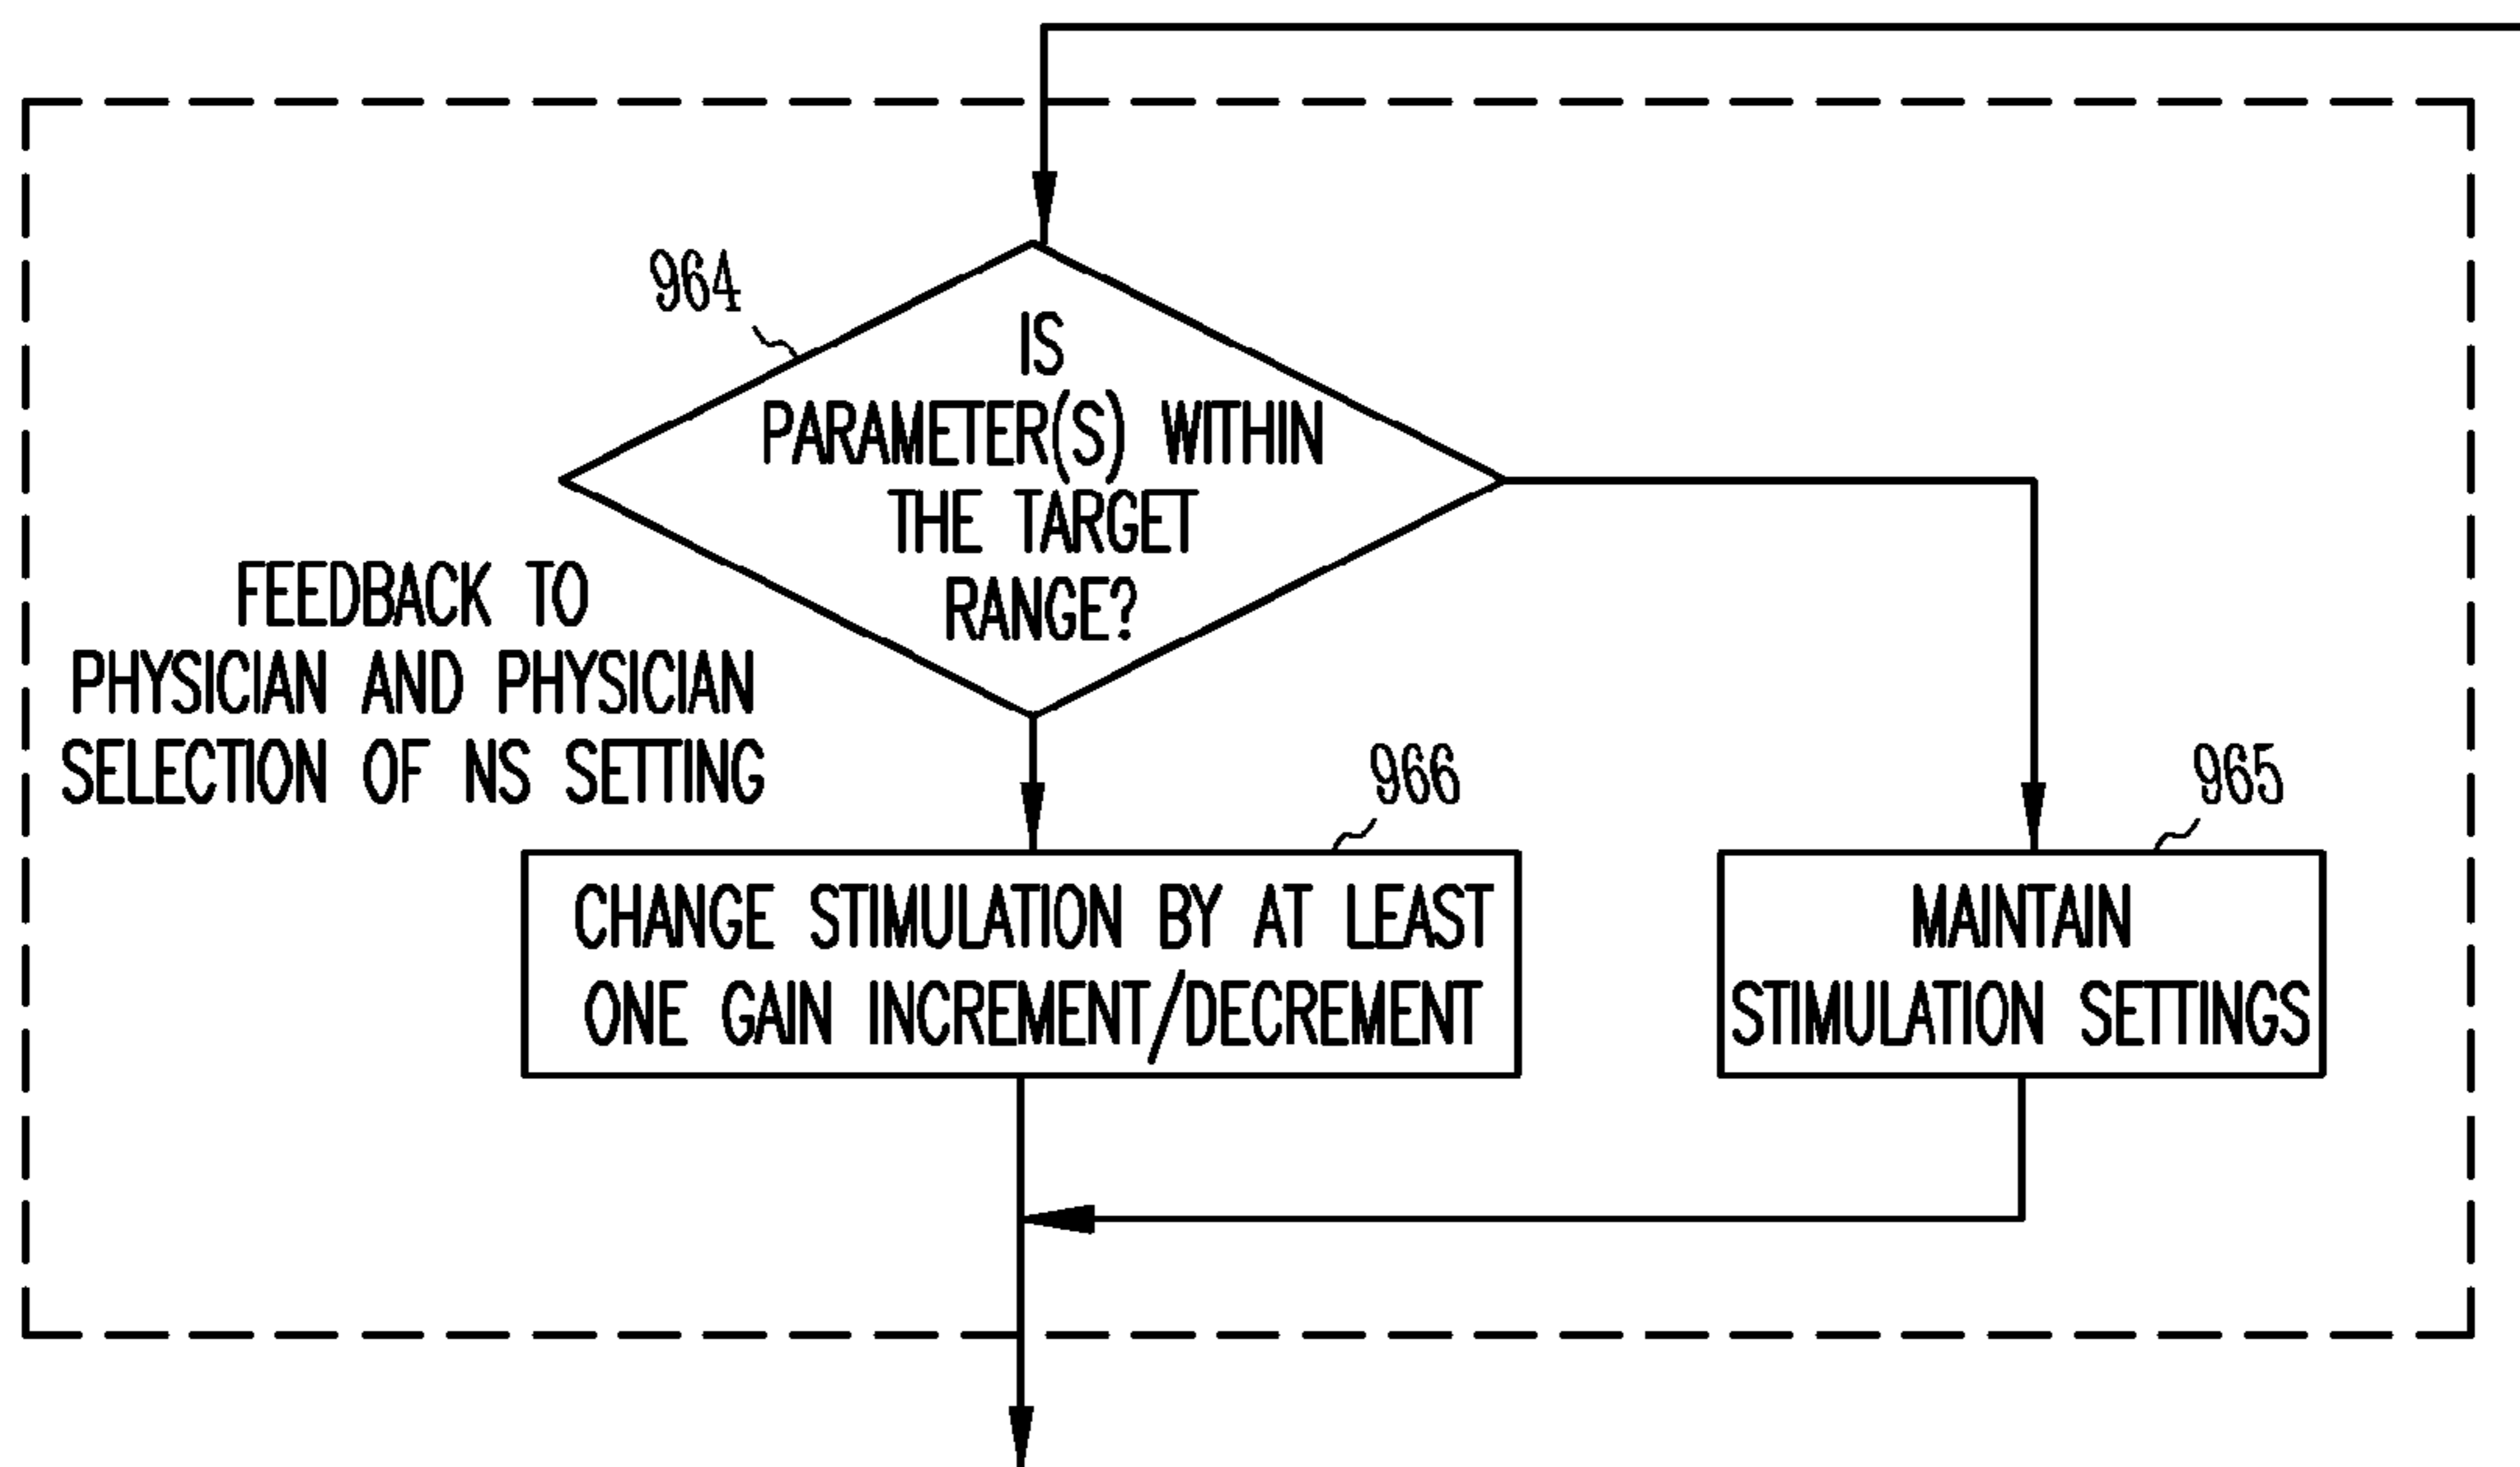 964
IS
PARAMETER(S) WITHIN
THE TARGET
RANGE?
FEEDBACK TO
PHYSICIAN AND PHYSICIAN
SELECTION OF NS SETTING
966
CHANGE STIMULATION BY AT LEAST
ONE GAIN INCREMENT/DECREMENT
965
MAINTAIN
STIMULATION SETTINGS